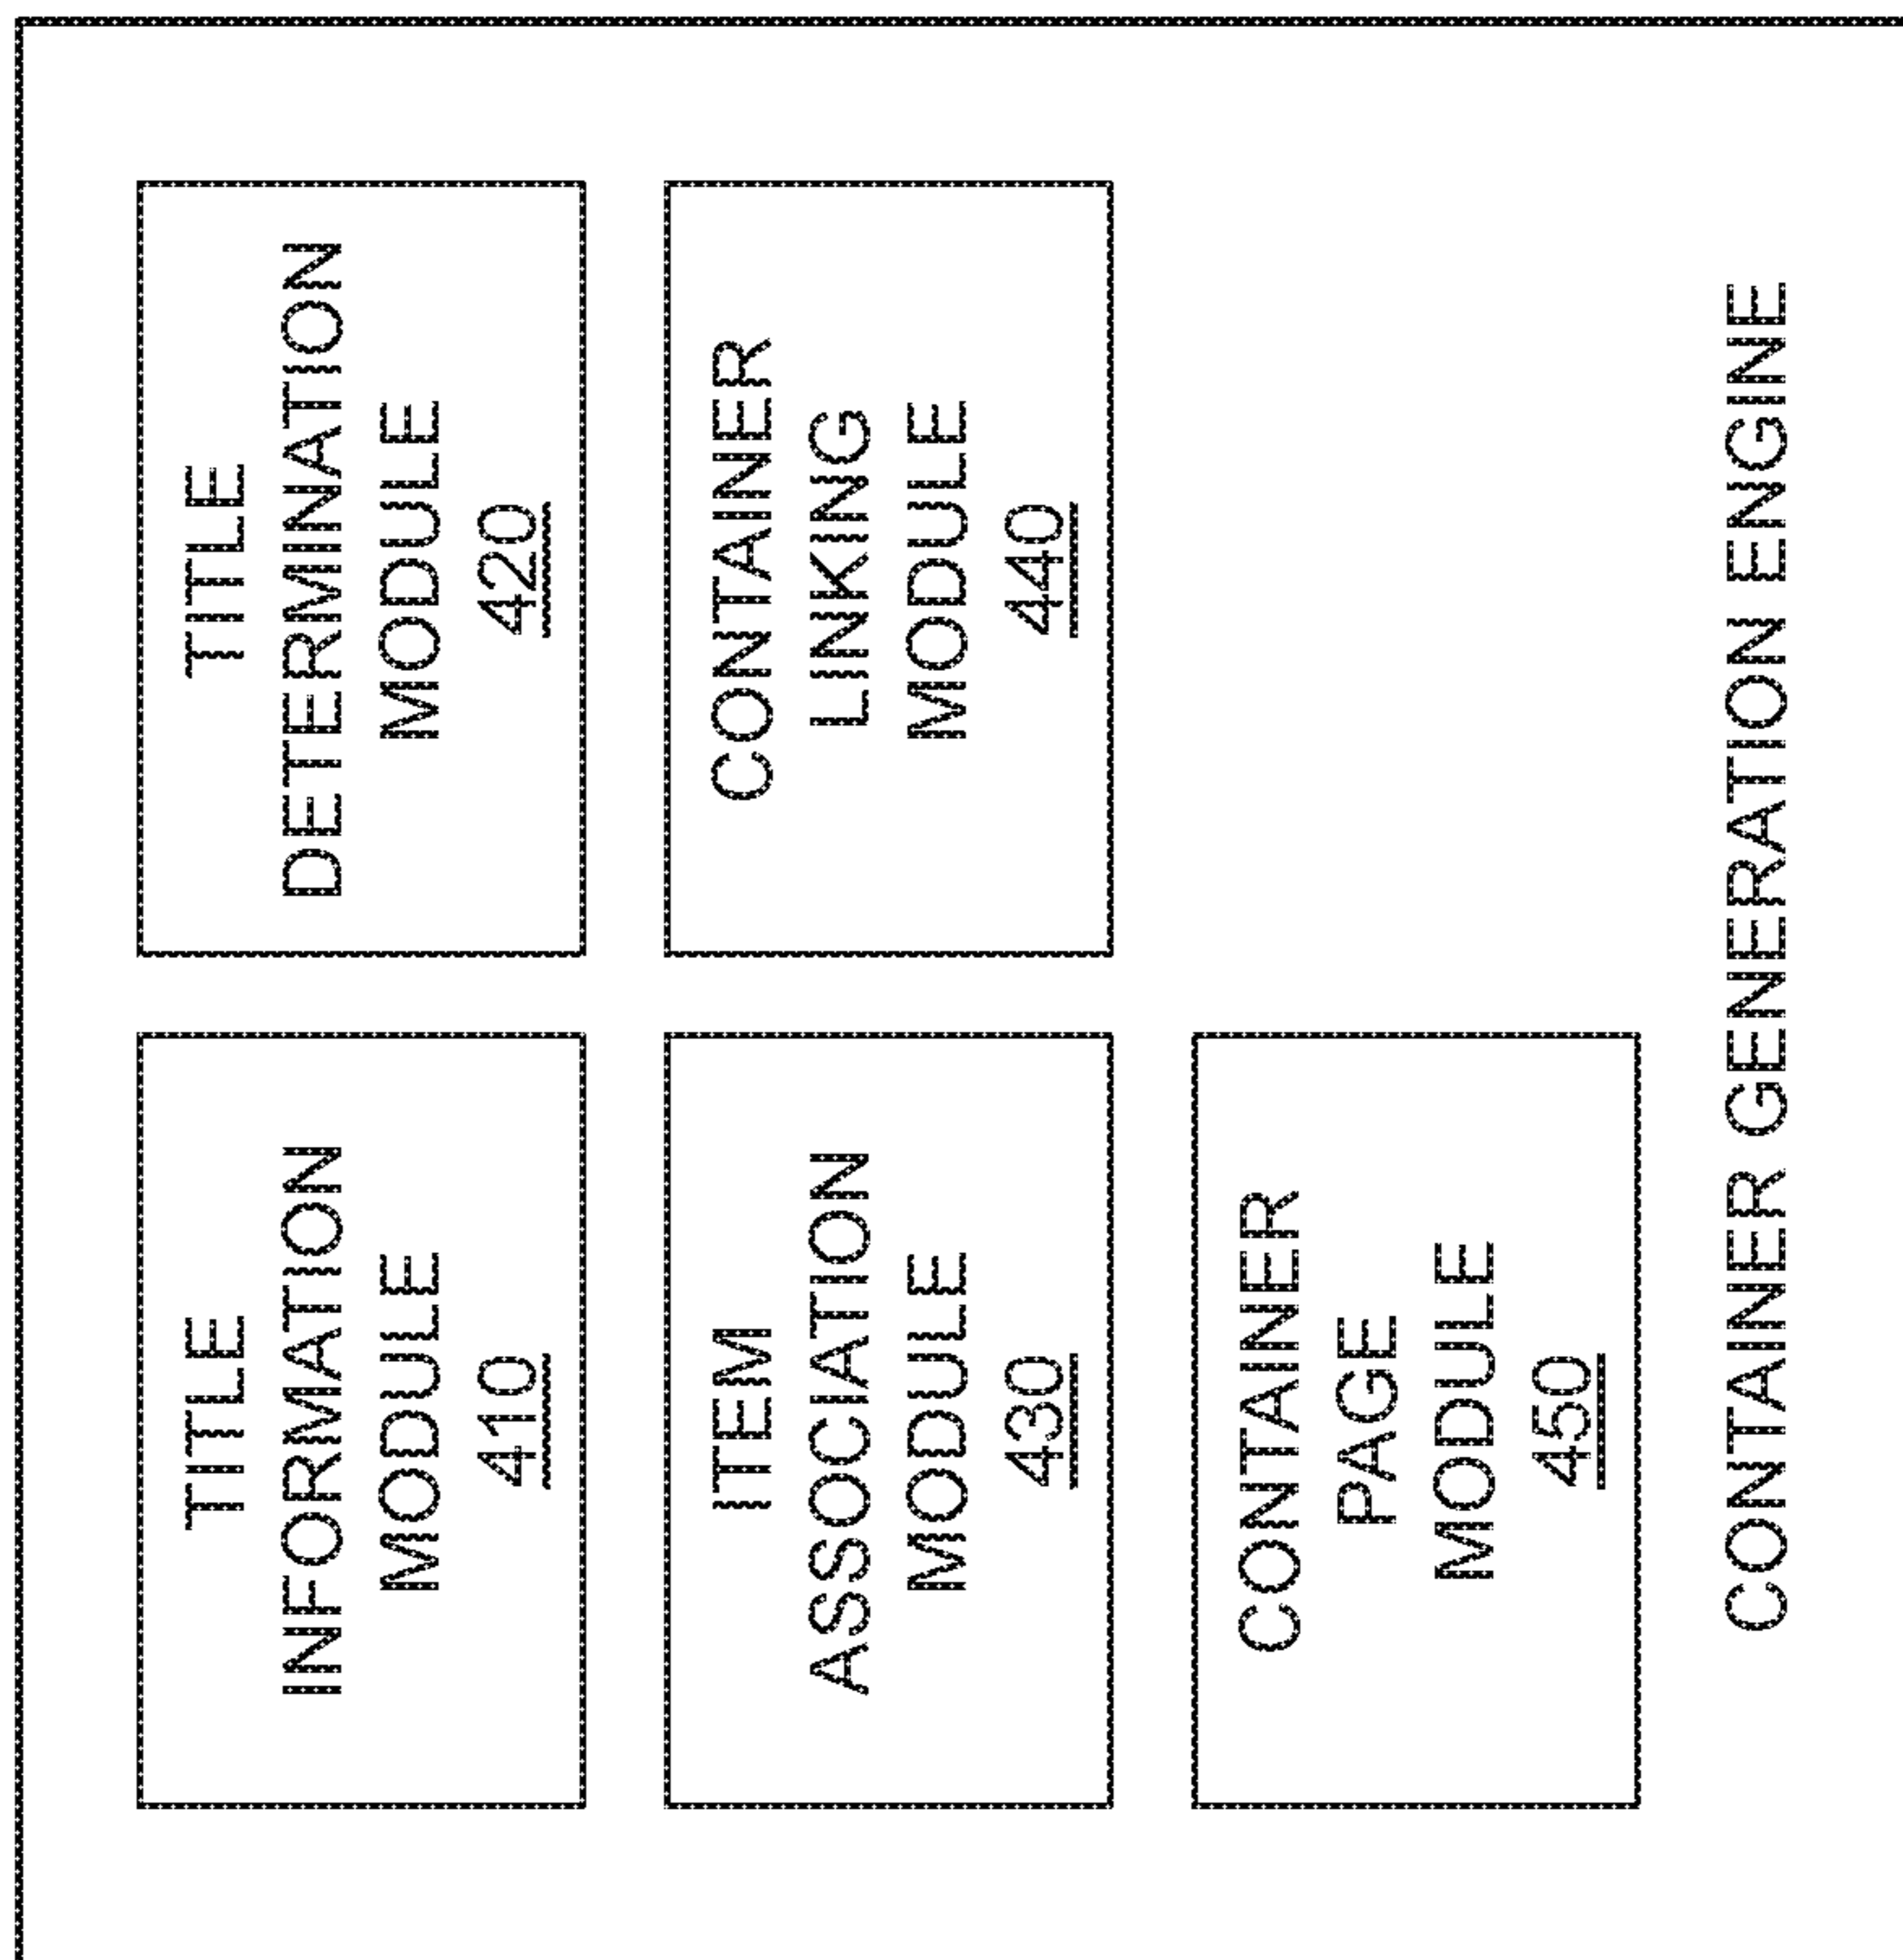 TITLE
INFORMATION
MODULE
410
TITLE
DETERMINATION
MODULE
420
ITEM
ASSOCIATION
MODULE
430
CONTAINER
LINKING
MODULE
440
CONTAINER
PAGE
MODULE
450
CONTAINER GENERATION ENGINE